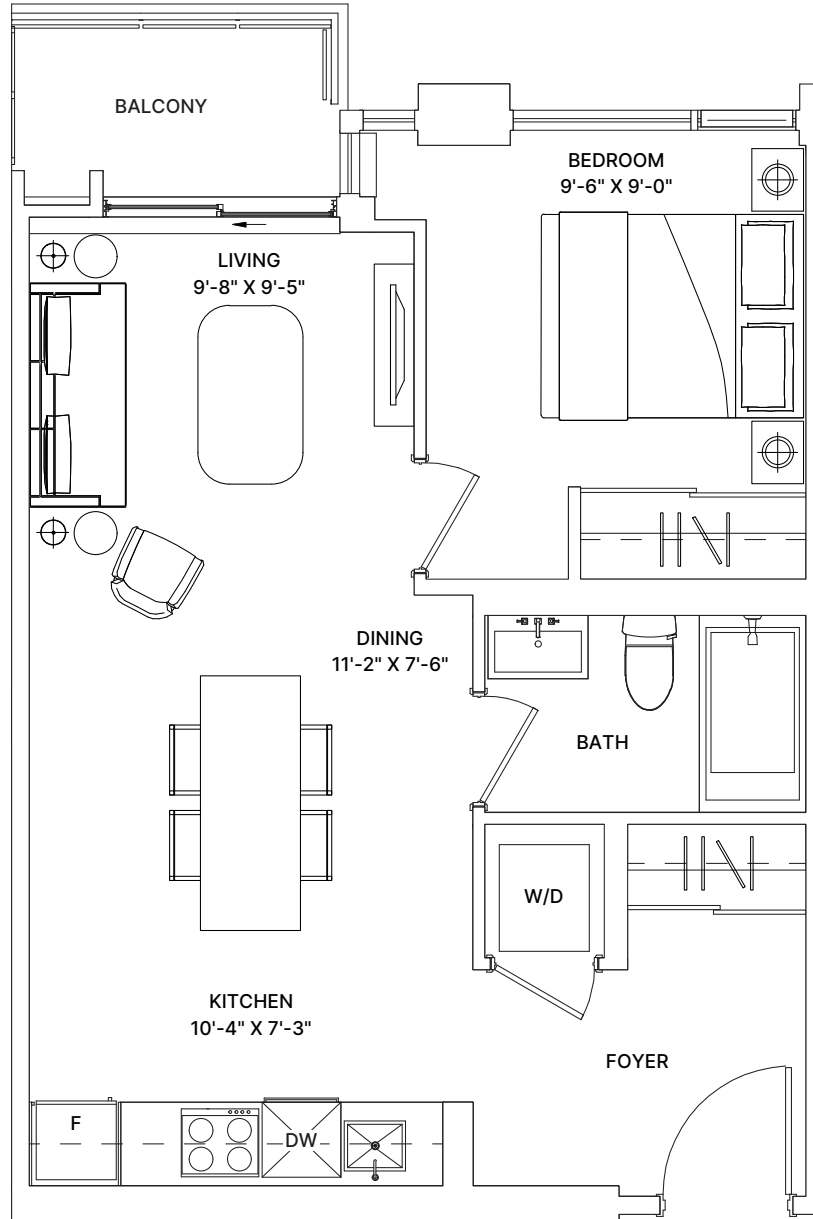 BALCONY
BEDROOM
9'-6" X 9'-0"
LIVING
9'-8" X 9'-5"
DINING
11'-2" X 7'-6"
BATH
W/D
KITCHEN
10'-4" X 7'-3"
FOYER
F
DW